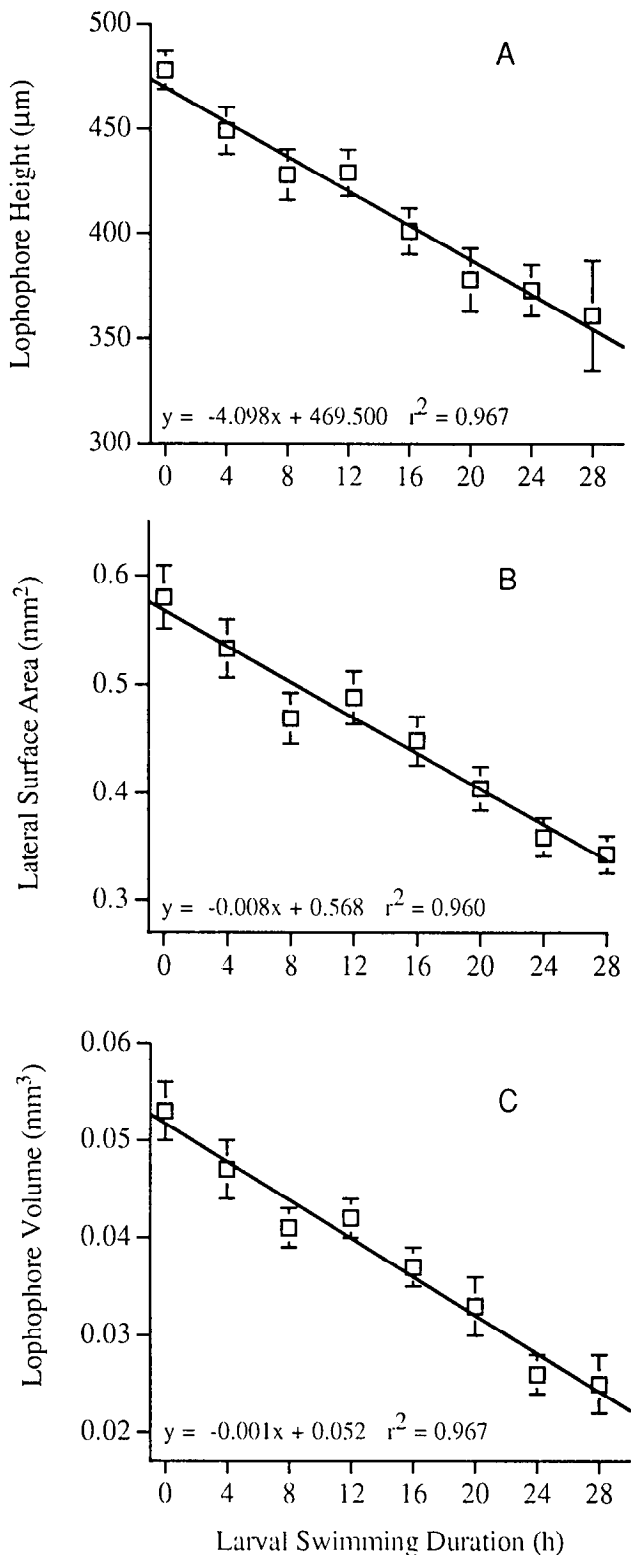 A
Lophophore Height (μm)
500
450
400
350
300
y = -4.098x + 469.500 r² = 0.967
0 4 8 12 16 20 24 28
B
Lateral Surface Area (mm²)
0.6
0.5
0.4
0.3
y = -0.008x + 0.568 r² = 0.960
0 4 8 12 16 20 24 28
C
Lophophore Volume (mm³)
0.06
0.05
0.04
0.03
0.02
y = -0.001x + 0.052 r² = 0.967
0 4 8 12 16 20 24 28
Larval Swimming Duration (h)